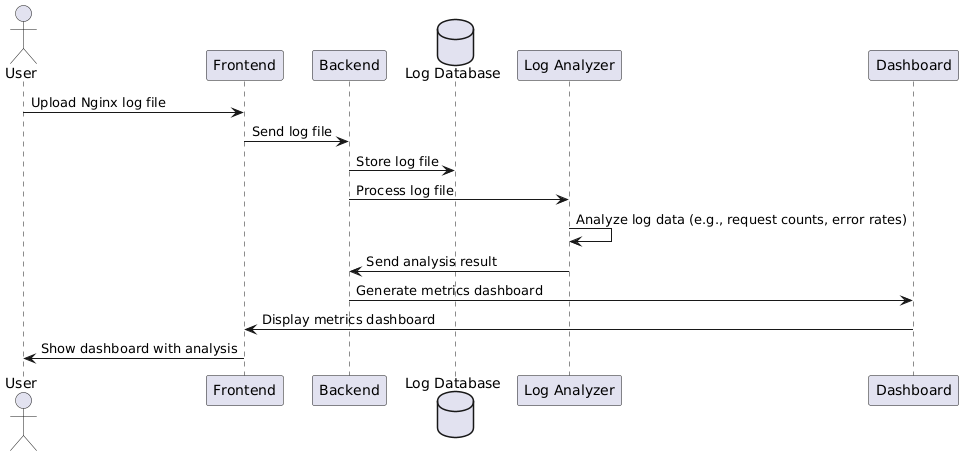 User
Frontend
Backend
Log Database
Log Analyzer
Dashboard
Upload Nginx log file
Send log file
Store log file
Process log file
Analyze log data (e.g., request counts, error rates)
Send analysis result
Generate metrics dashboard
Display metrics dashboard
Show dashboard with analysis
User
Frontend
Backend
Log Database
Log Analyzer
Dashboard